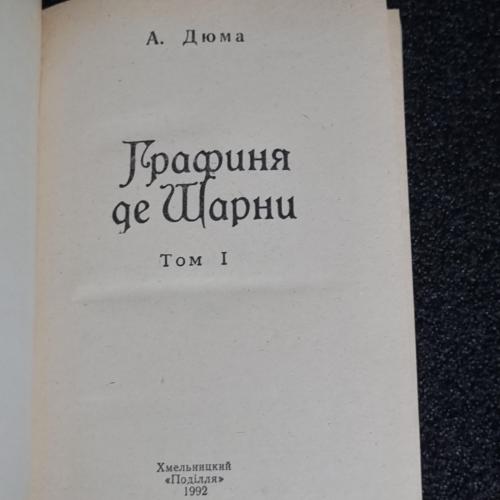 А. Дюма
Графиня
де Шарни
Том I
Хмельницкий
«Поділля»
1992